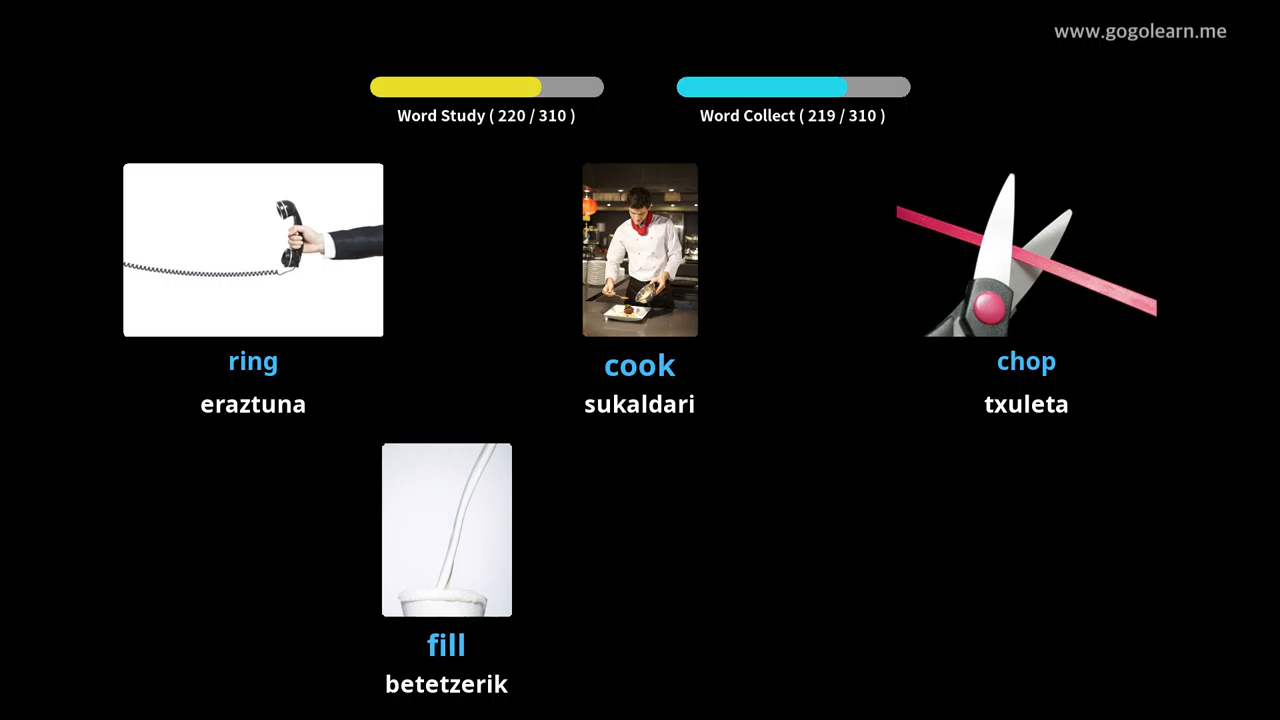 www.gogolearn.me
Word Study ( 220 / 310 )
Word Collect ( 219 / 310 )
ring
cook
chop
eraztuna
sukaldari
txuleta
fill
betetzerik